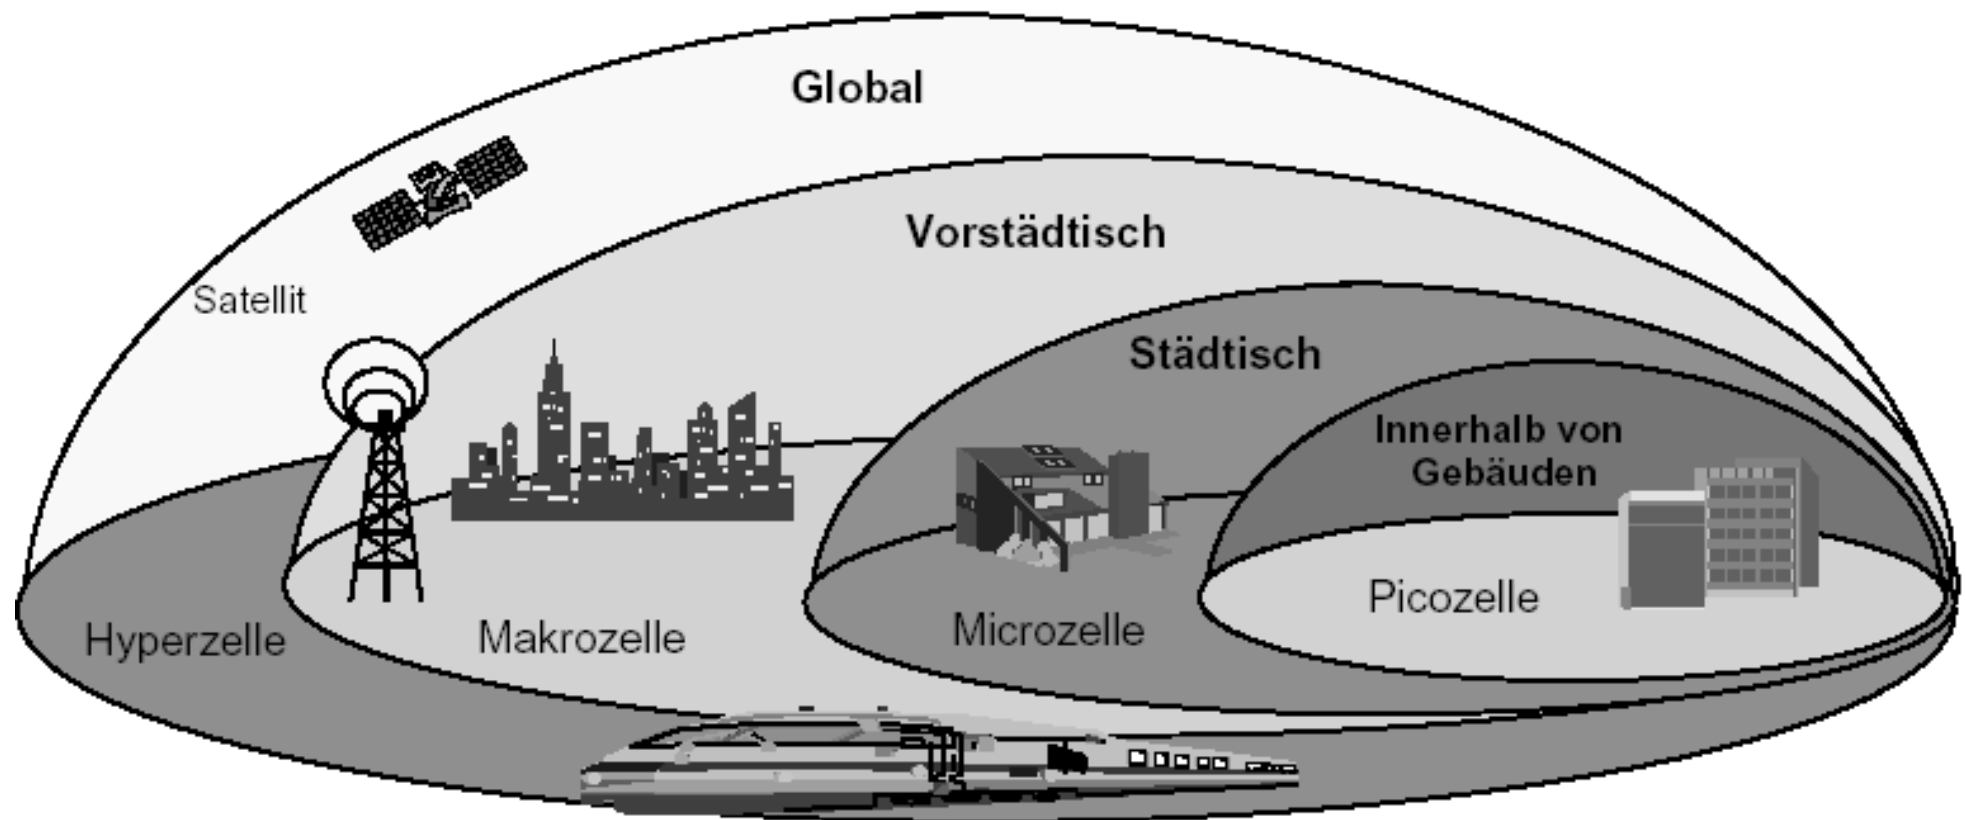 Global
Vorstädtisch
Satellit
Städtisch
Innerhalb von
Gebäuden
Hyperzelle
Makrozelle
Microzelle
Picozelle